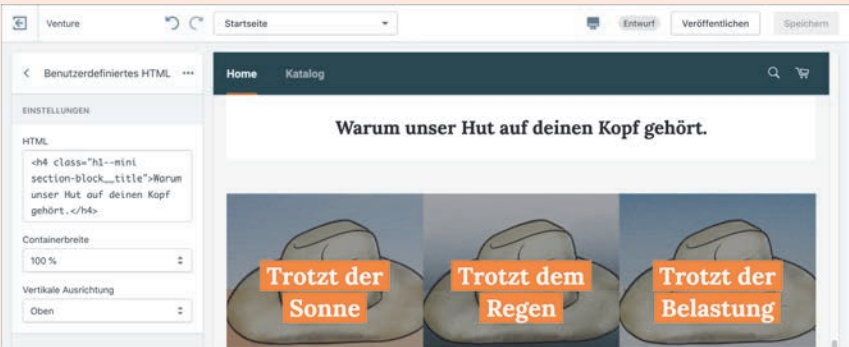 Venture
Startseite
Entwurf
Veröffentlichen
Speichern
Benutzerdefiniertes HTML
EINSTELLUNGEN
HTML
<h4 class="h1--mini
section-block__title">Warum
unser Hut auf deinen Kopf
gehört.</h4>
Containerbreite
100 %
Vertikale Ausrichtung
Oben
Home
Katalog
Warum unser Hut auf deinen Kopf gehört.
Trotzt der
Sonne
Trotzt dem
Regen
Trotzt der
Belastung